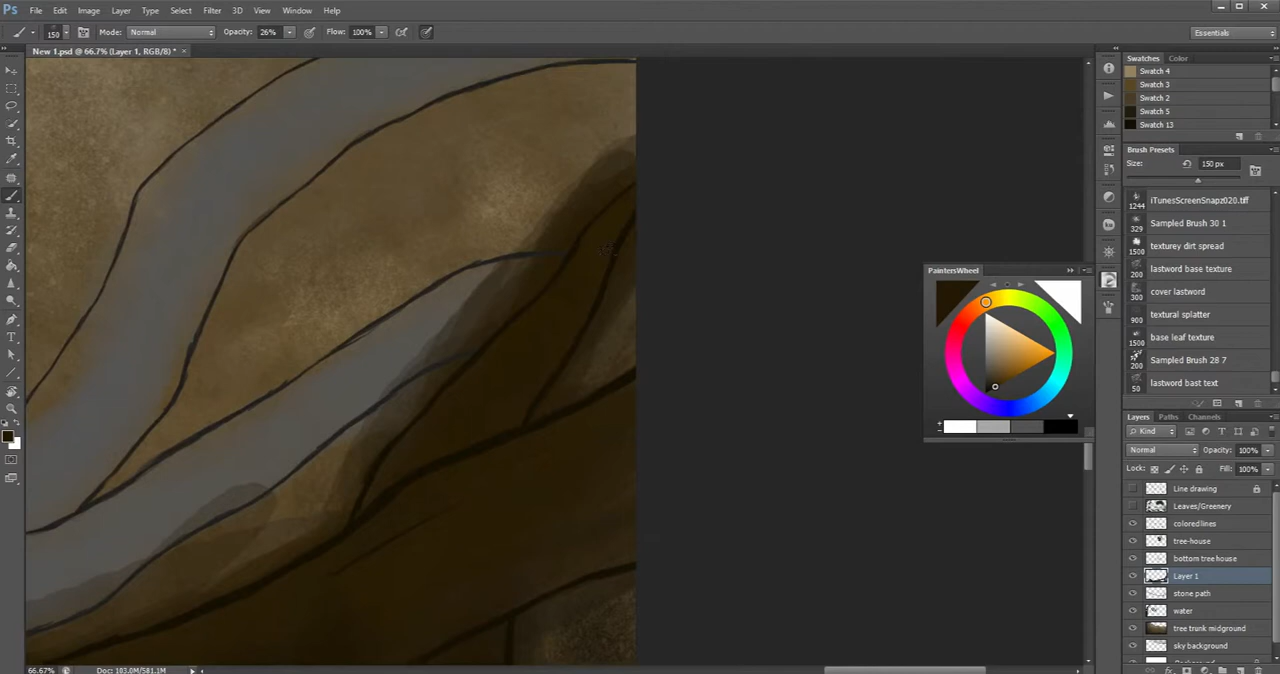 Ps File Edit Image Layer Type Select Filter 3D View Window Help
150 Mode: Normal Opacity: 26% Flow: 100% Essentials
New 1.psd @ 66.7% (Layer 1, RGB/8) * ×
Swatches Color
Swatch 4
Swatch 3
Swatch 2
Swatch 5
Swatch 13
Brush Presets
Size: 150 px
1244 iTunesScreenSnapz020.tiff
329 Sampled Brush 30 1
1500 texturey dirt spread
200 lastword base texture
300 cover lastword
900 textural splatter
1500 base leaf texture
200 Sampled Brush 28 7
50 lastword bast text
PaintersWheel
Layers Paths Channels
Kind
Normal Opacity: 100%
Lock: Fill: 100%
Line drawing
Leaves/Greenery
colored lines
tree-house
bottom tree house
Layer 1
stone path
water
tree trunk midground
sky background
66.67% Doc: 103.0M/581.1M